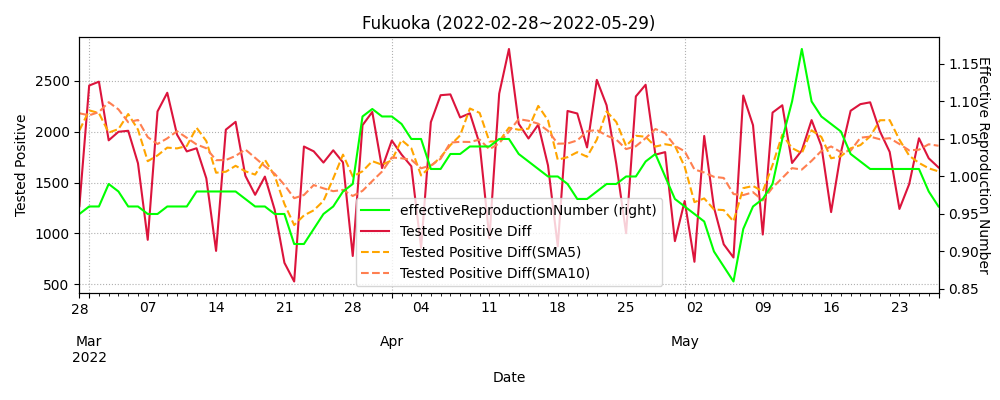 Fukuoka (2022-02-28~2022-05-29)
Tested Positive
2500
2000
1500
1000
500
1.15
1.10
1.05
1.00
0.95
0.90
0.85
Effective Reproduction Number
effectiveReproductionNumber (right)
Tested Positive Diff
Tested Positive Diff(SMA5)
Tested Positive Diff(SMA10)
28 07 14 21 28 04 11 18 25 02 09 16 23
Mar Apr May
2022
Date